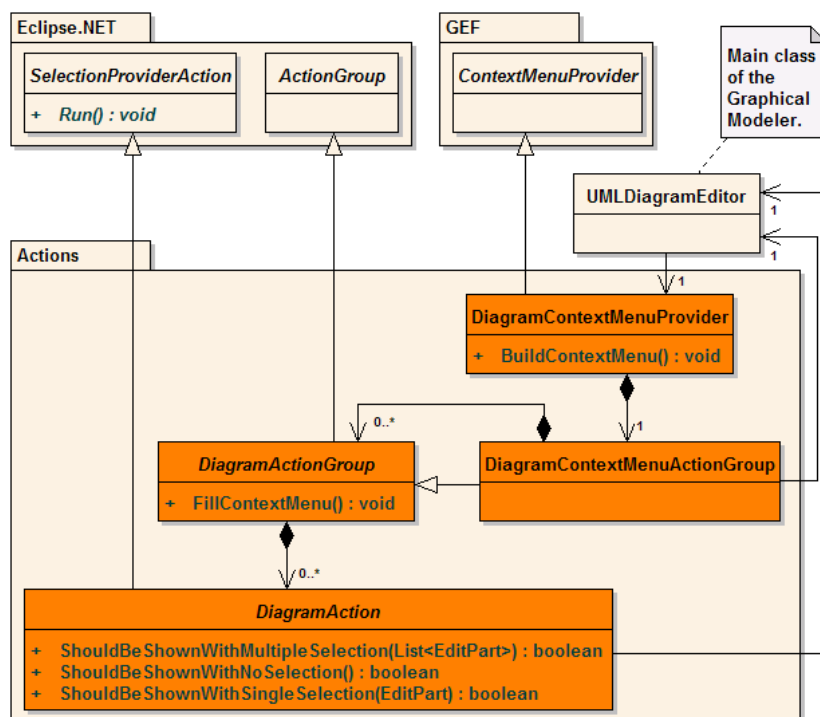 Eclipse.NET
SelectionProviderAction
+ Run() : void
ActionGroup
GEF
ContextMenuProvider
Main class
of the
Graphical
Modeler.
UMLDiagramEditor
1
1
1
Actions
DiagramContextMenuProvider
+ BuildContextMenu() : void
0..*
1
DiagramActionGroup
+ FillContextMenu() : void
DiagramContextMenuActionGroup
0..*
DiagramAction
+ ShouldBeShownWithMultipleSelection(List<EditPart>) : boolean
+ ShouldBeShownWithNoSelection() : boolean
+ ShouldBeShownWithSingleSelection(EditPart) : boolean